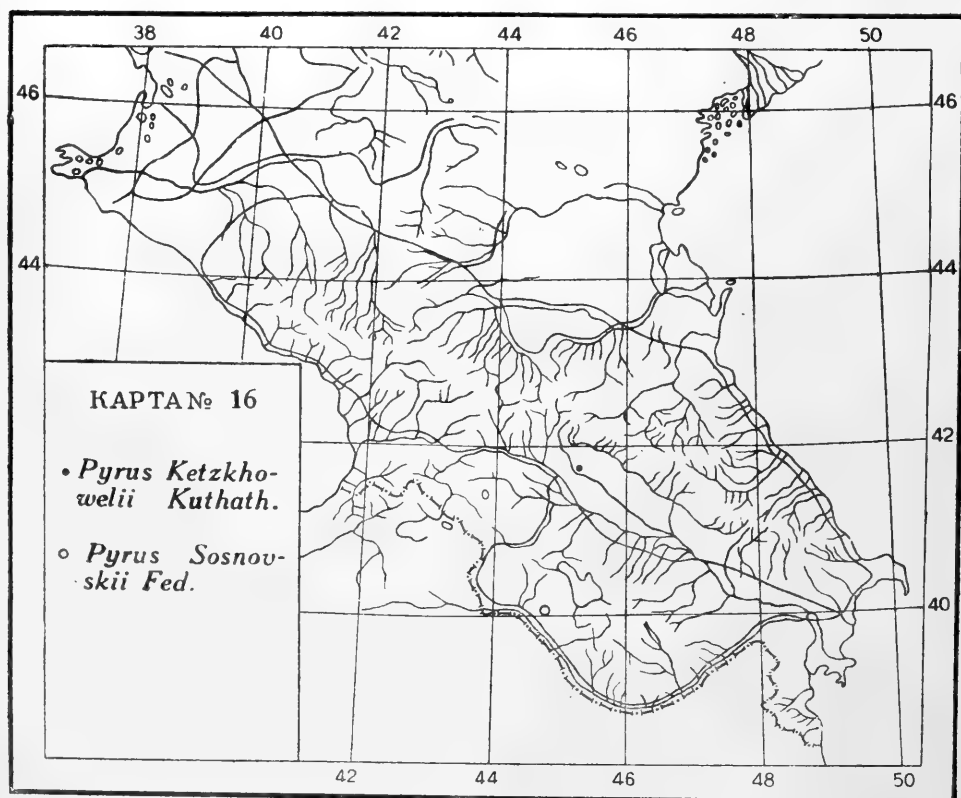 38 40 42 44 46 48 50
46 46
44 44
КАРТА № 16
42
• Pyrus Ketzkho-
welii Kuthath.
○ Pyrus Sosnov-
skii Fed.
40
42 44 46 48 50